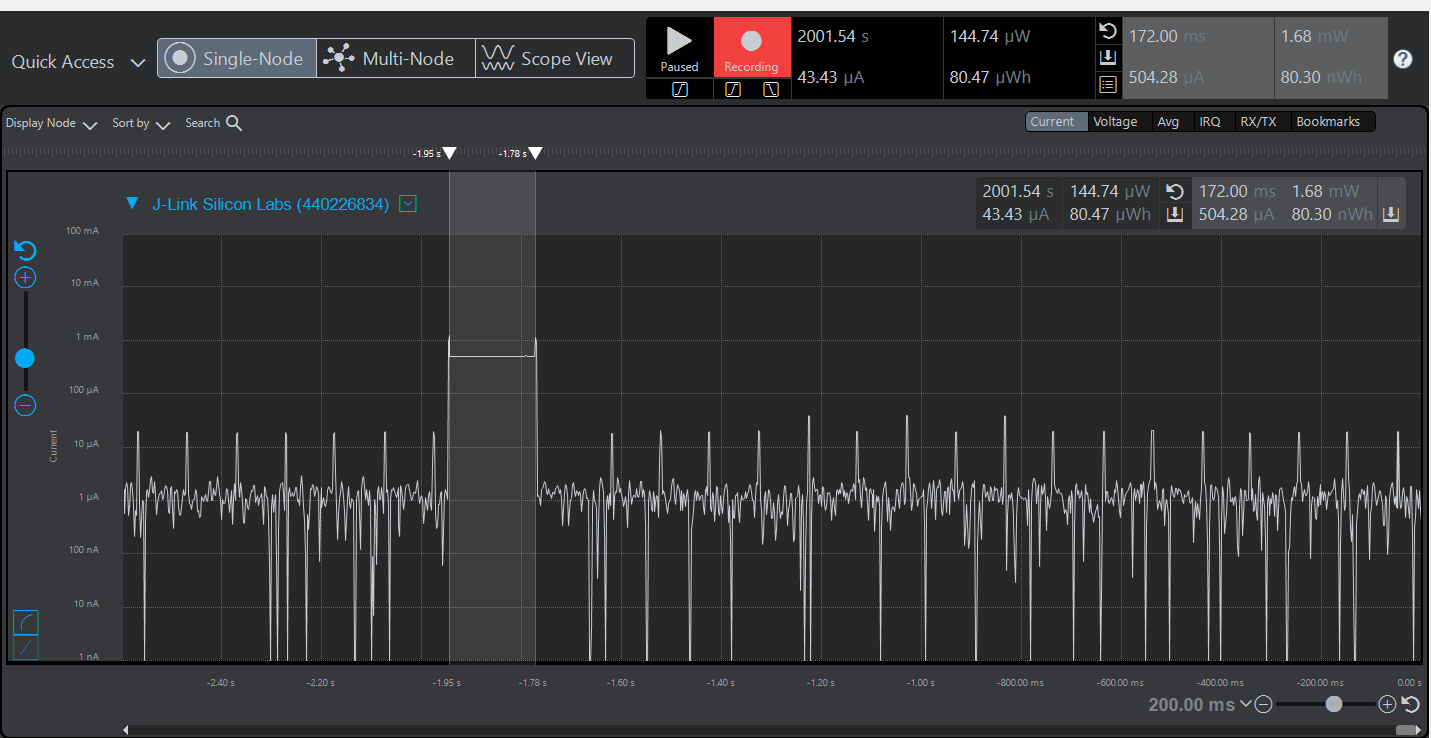 Quick Access Single-Node Multi-Node Scope View
Paused Recording
2001.54 s 144.74 µW 172.00 ms 1.68 mW
43.43 µA 80.47 µWh 504.28 µA 80.30 nWh
?
Display Node Sort by Search
Current Voltage Avg IRQ RX/TX Bookmarks
-1.95 s -1.78 s
J-Link Silicon Labs (440226834)
2001.54 s 144.74 µW 172.00 ms 1.68 mW
43.43 µA 80.47 µWh 504.28 µA 80.30 nWh
100 mA
10 mA
1 mA
100 µA
10 µA
1 µA
100 nA
10 nA
1 nA
Current
-2.40 s -2.20 s -1.95 s -1.78 s -1.60 s -1.40 s -1.20 s -1.00 s -800.00 ms -600.00 ms -400.00 ms -200.00 ms 0.00 s
200.00 ms